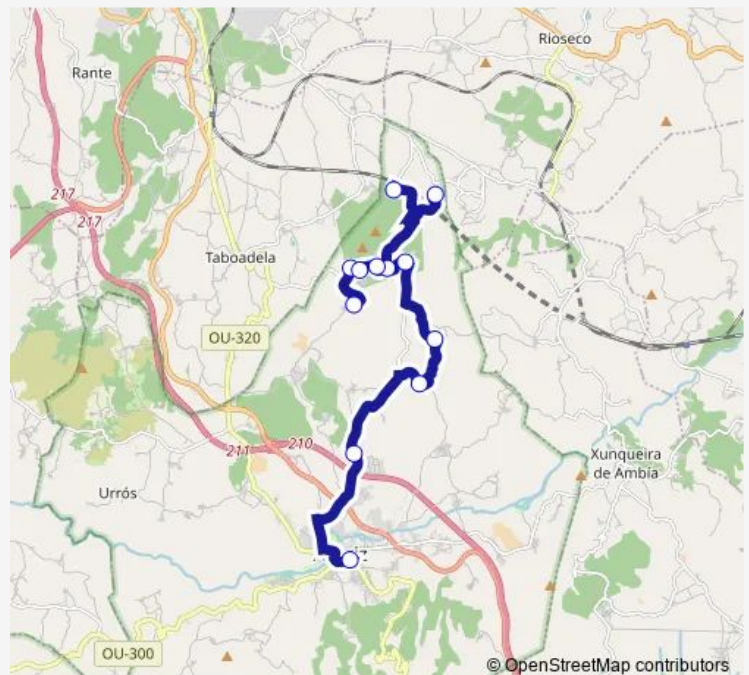 Rioseco
Rante
217
217
Taboadela
OU-320
210
211
Xunqueira
de Ambía
Urrós
OU-300
© OpenStreetMap contributors